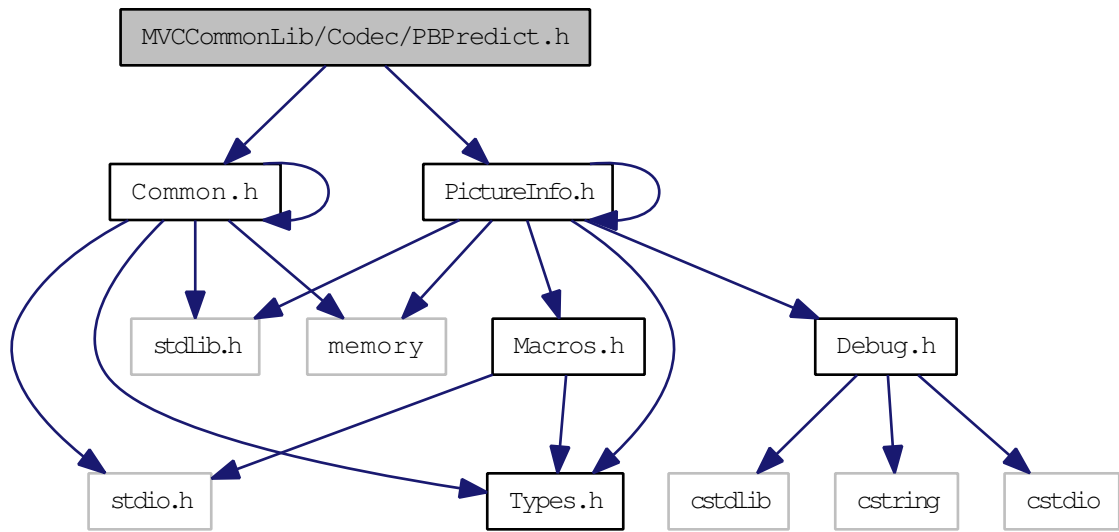 MVCCommonLib/Codec/PBPredict.h
Common.h
PictureInfo.h
stdlib.h
memory
Macros.h
Debug.h
stdio.h
Types.h
cstdlib
cstring
cstdio